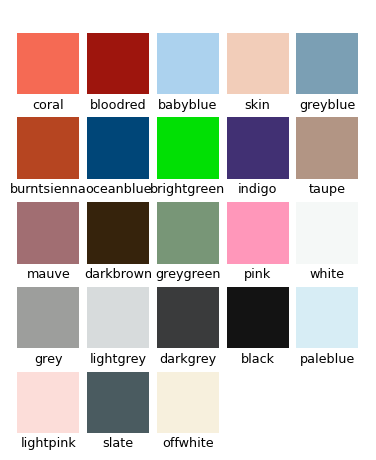 coral bloodred babyblue skin greyblue
burntsienna oceanblue brightgreen indigo taupe
mauve darkbrown greygreen pink white
grey lightgrey darkgrey black paleblue
lightpink slate offwhite